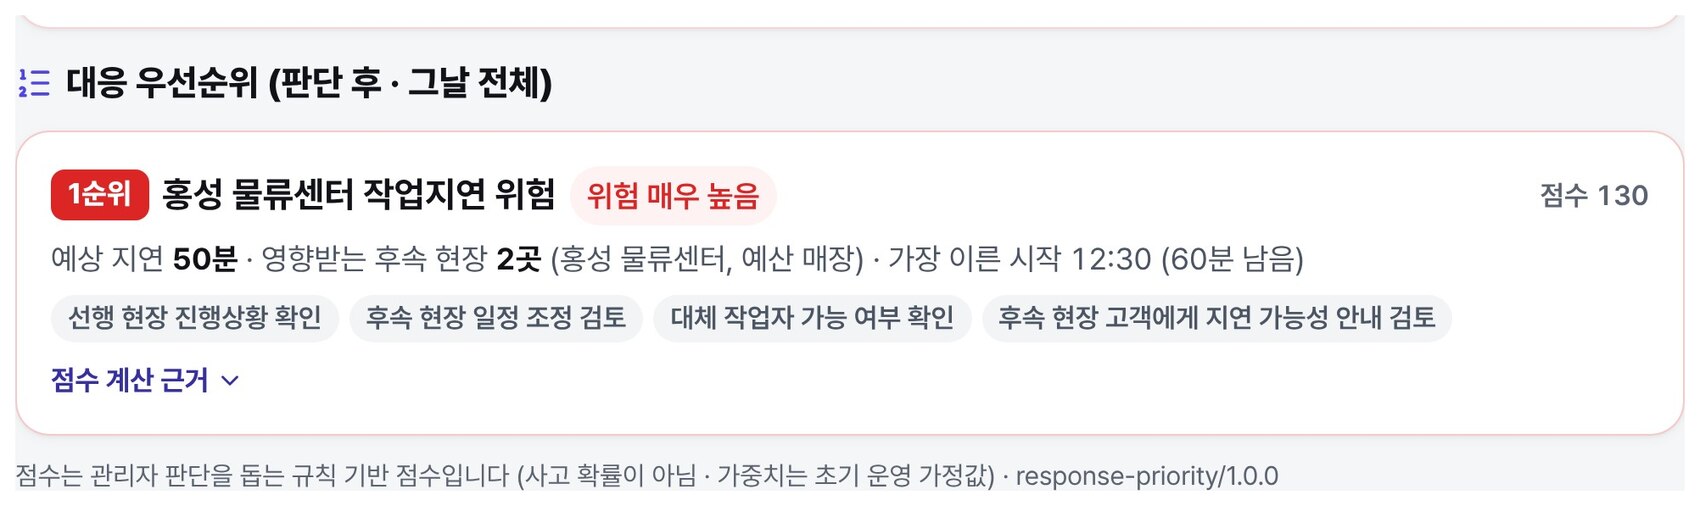 대응 우선순위 (판단 후 · 그날 전체)
1순위 홍성 물류센터 작업지연 위험 위험 매우 높음 점수 130
예상 지연 50분 · 영향받는 후속 현장 2곳 (홍성 물류센터, 예산 매장) · 가장 이른 시작 12:30 (60분 남음)
선행 현장 진행상황 확인 후속 현장 일정 조정 검토 대체 작업자 가능 여부 확인 후속 현장 고객에게 지연 가능성 안내 검토
점수 계산 근거
점수는 관리자 판단을 돕는 규칙 기반 점수입니다 (사고 확률이 아님 · 가중치는 초기 운영 가정값) · response-priority/1.0.0